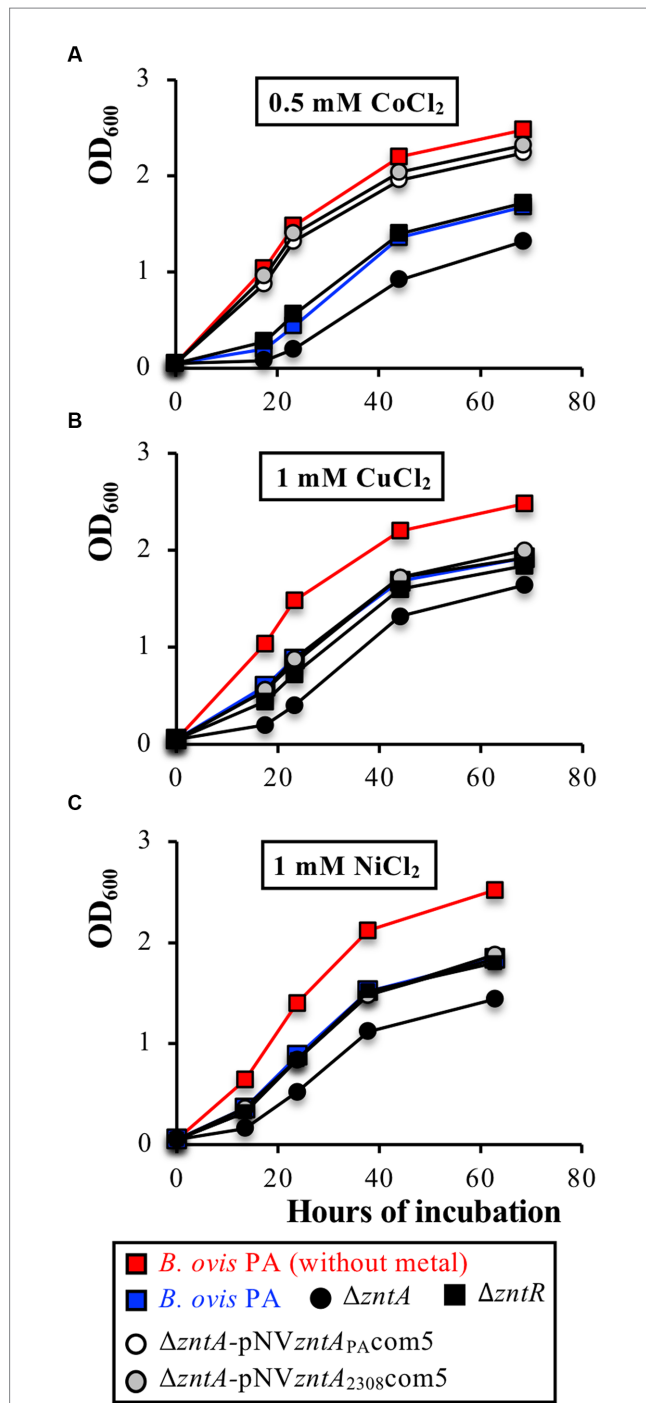 A
3
0.5 mM CoCl₂
OD₆₀₀
2
1
0
0 20 40 60 80
B
3
1 mM CuCl₂
OD₆₀₀
2
1
0
0 20 40 60 80
C
3
1 mM NiCl₂
OD₆₀₀
2
1
0
0 20 40 60 80
Hours of incubation
B. ovis PA (without metal)
B. ovis PA ΔzntA ΔzntR
ΔzntA-pNVzntA_PAcom5
ΔzntA-pNVzntA₂₃₀₈com5